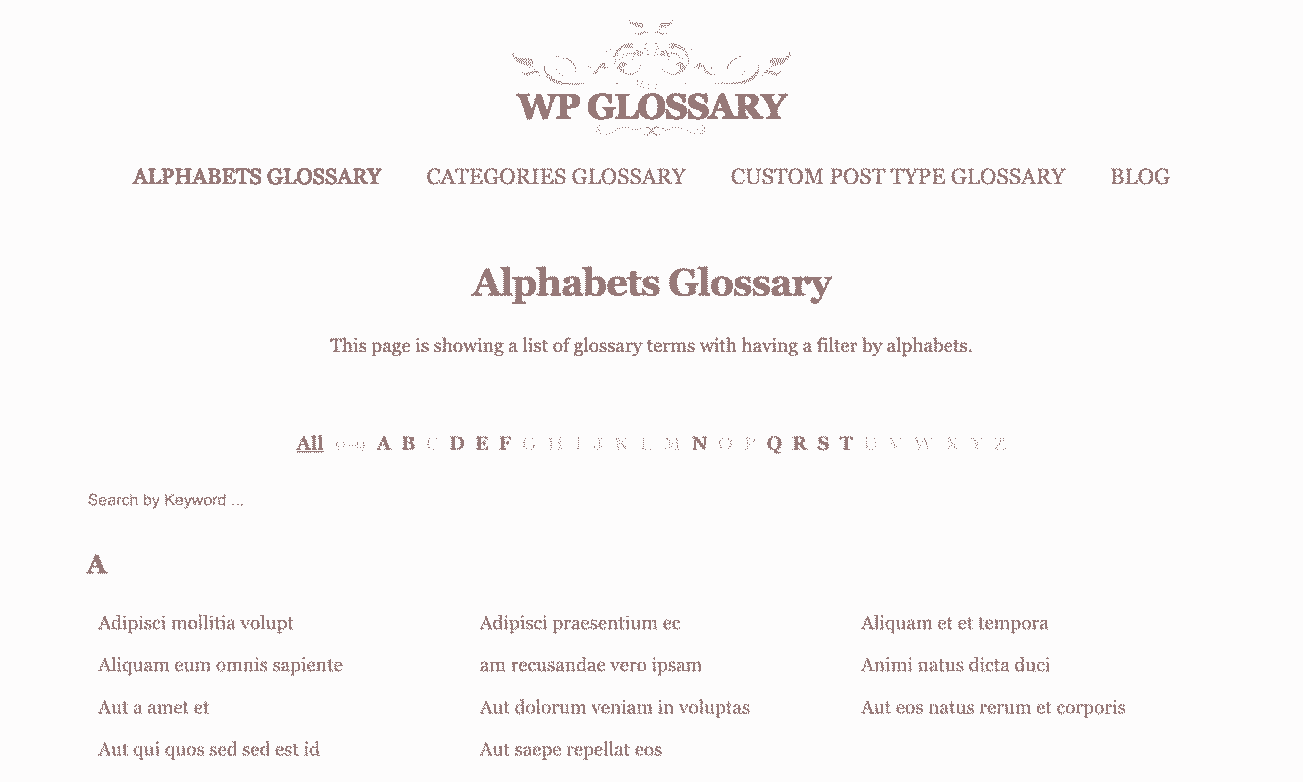 WP GLOSSARY
ALPHABETS GLOSSARY CATEGORIES GLOSSARY CUSTOM POST TYPE GLOSSARY BLOG
Alphabets Glossary
This page is showing a list of glossary terms with having a filter by alphabets.
All 0-9 A B C D E F G H I J K L M N O P Q R S T U V W X Y Z
Search by Keyword ...
A
Adipisci mollitia volupt Adipisci praesentium ec Aliquam et et tempora
Aliquam eum omnis sapiente am recusandae vero ipsam Animi natus dicta duci
Aut a amet et Aut dolorum veniam in voluptas Aut eos natus rerum et corporis
Aut qui quos sed sed est id Aut saepe repellat eos